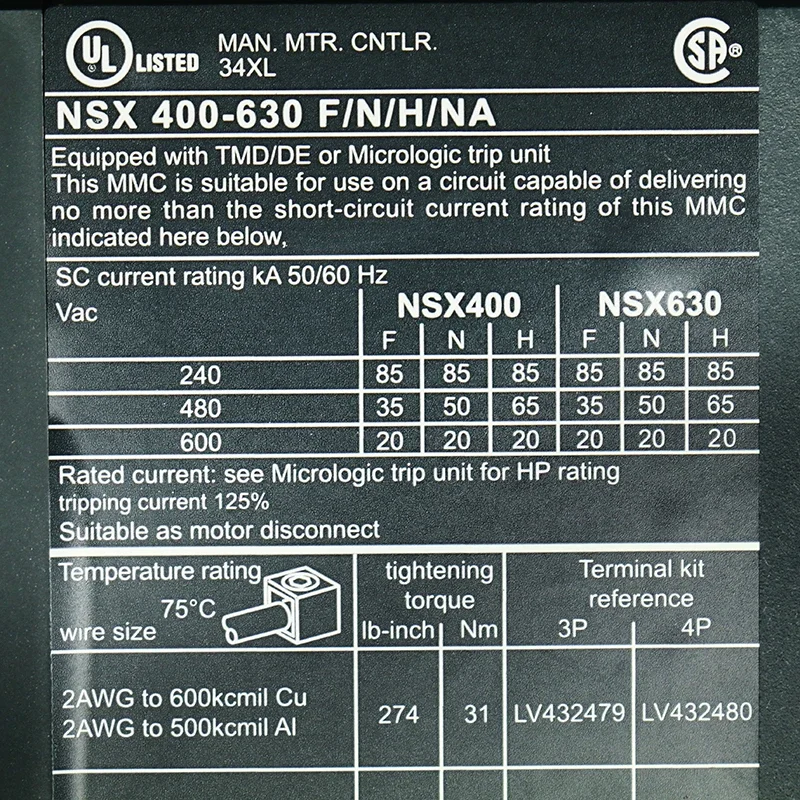 UL LISTED MAN. MTR. CNTLR.
34XL
SA ®
NSX 400-630 F/N/H/NA
Equipped with TMD/DE or Micrologic trip unit
This MMC is suitable for use on a circuit capable of delivering
no more than the short-circuit current rating of this MMC
indicated here below,
SC current rating kA 50/60 Hz
Vac NSX400 NSX630
F N H F N H
240 85 85 85 85 85 85
480 35 50 65 35 50 65
600 20 20 20 20 20 20
Rated current: see Micrologic trip unit for HP rating
tripping current 125%
Suitable as motor disconnect
Temperature rating tightening Terminal kit
75°C torque reference
wire size lb-inch Nm 3P 4P
2AWG to 600kcmil Cu
2AWG to 500kcmil Al 274 31 LV432479 LV432480